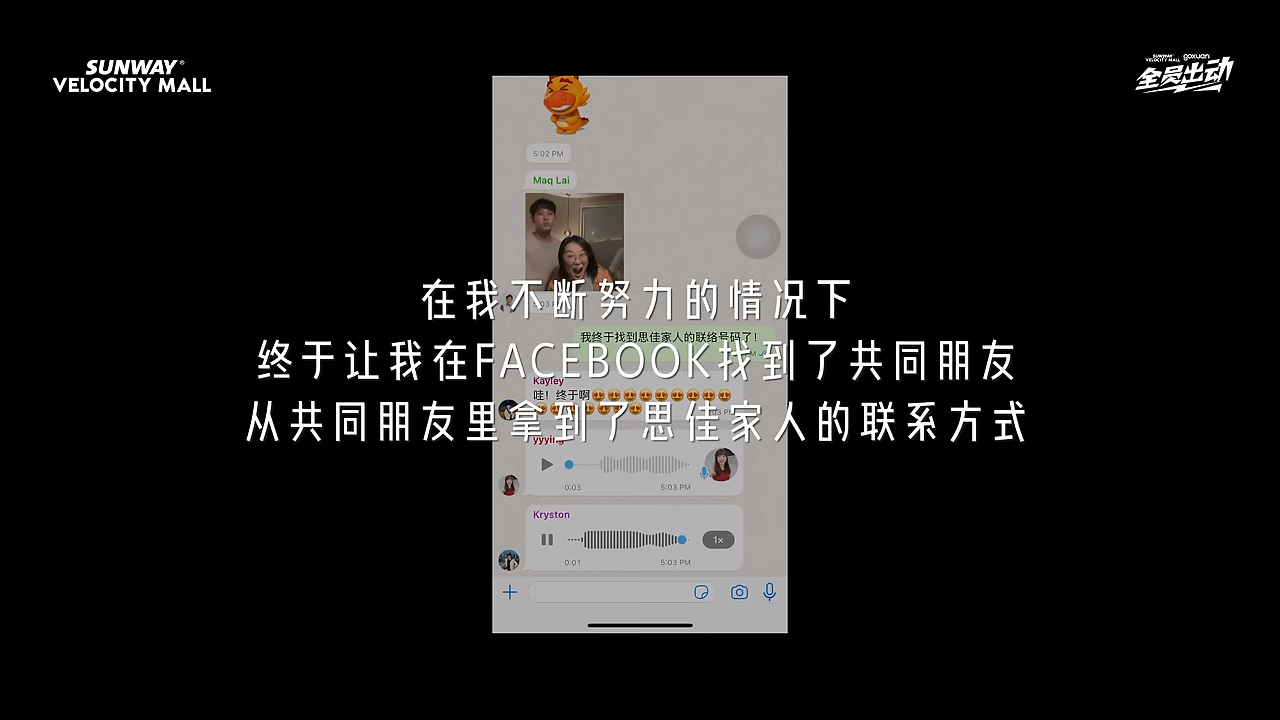 SUNWAY®
VELOCITY MALL
SUNWAY VELOCITY MALL goxuan
全员出动
5:02 PM
Maq Lai
在我不断努力的情况下
我终于找到思佳家人的联络号码了!
终于让我在FACEBOOK找到了共同朋友
Kayley
哇!终于啊
从共同朋友里拿到了思佳家人的联系方式
0:03
5:03 PM
Kryston
1×
0:01
5:03 PM